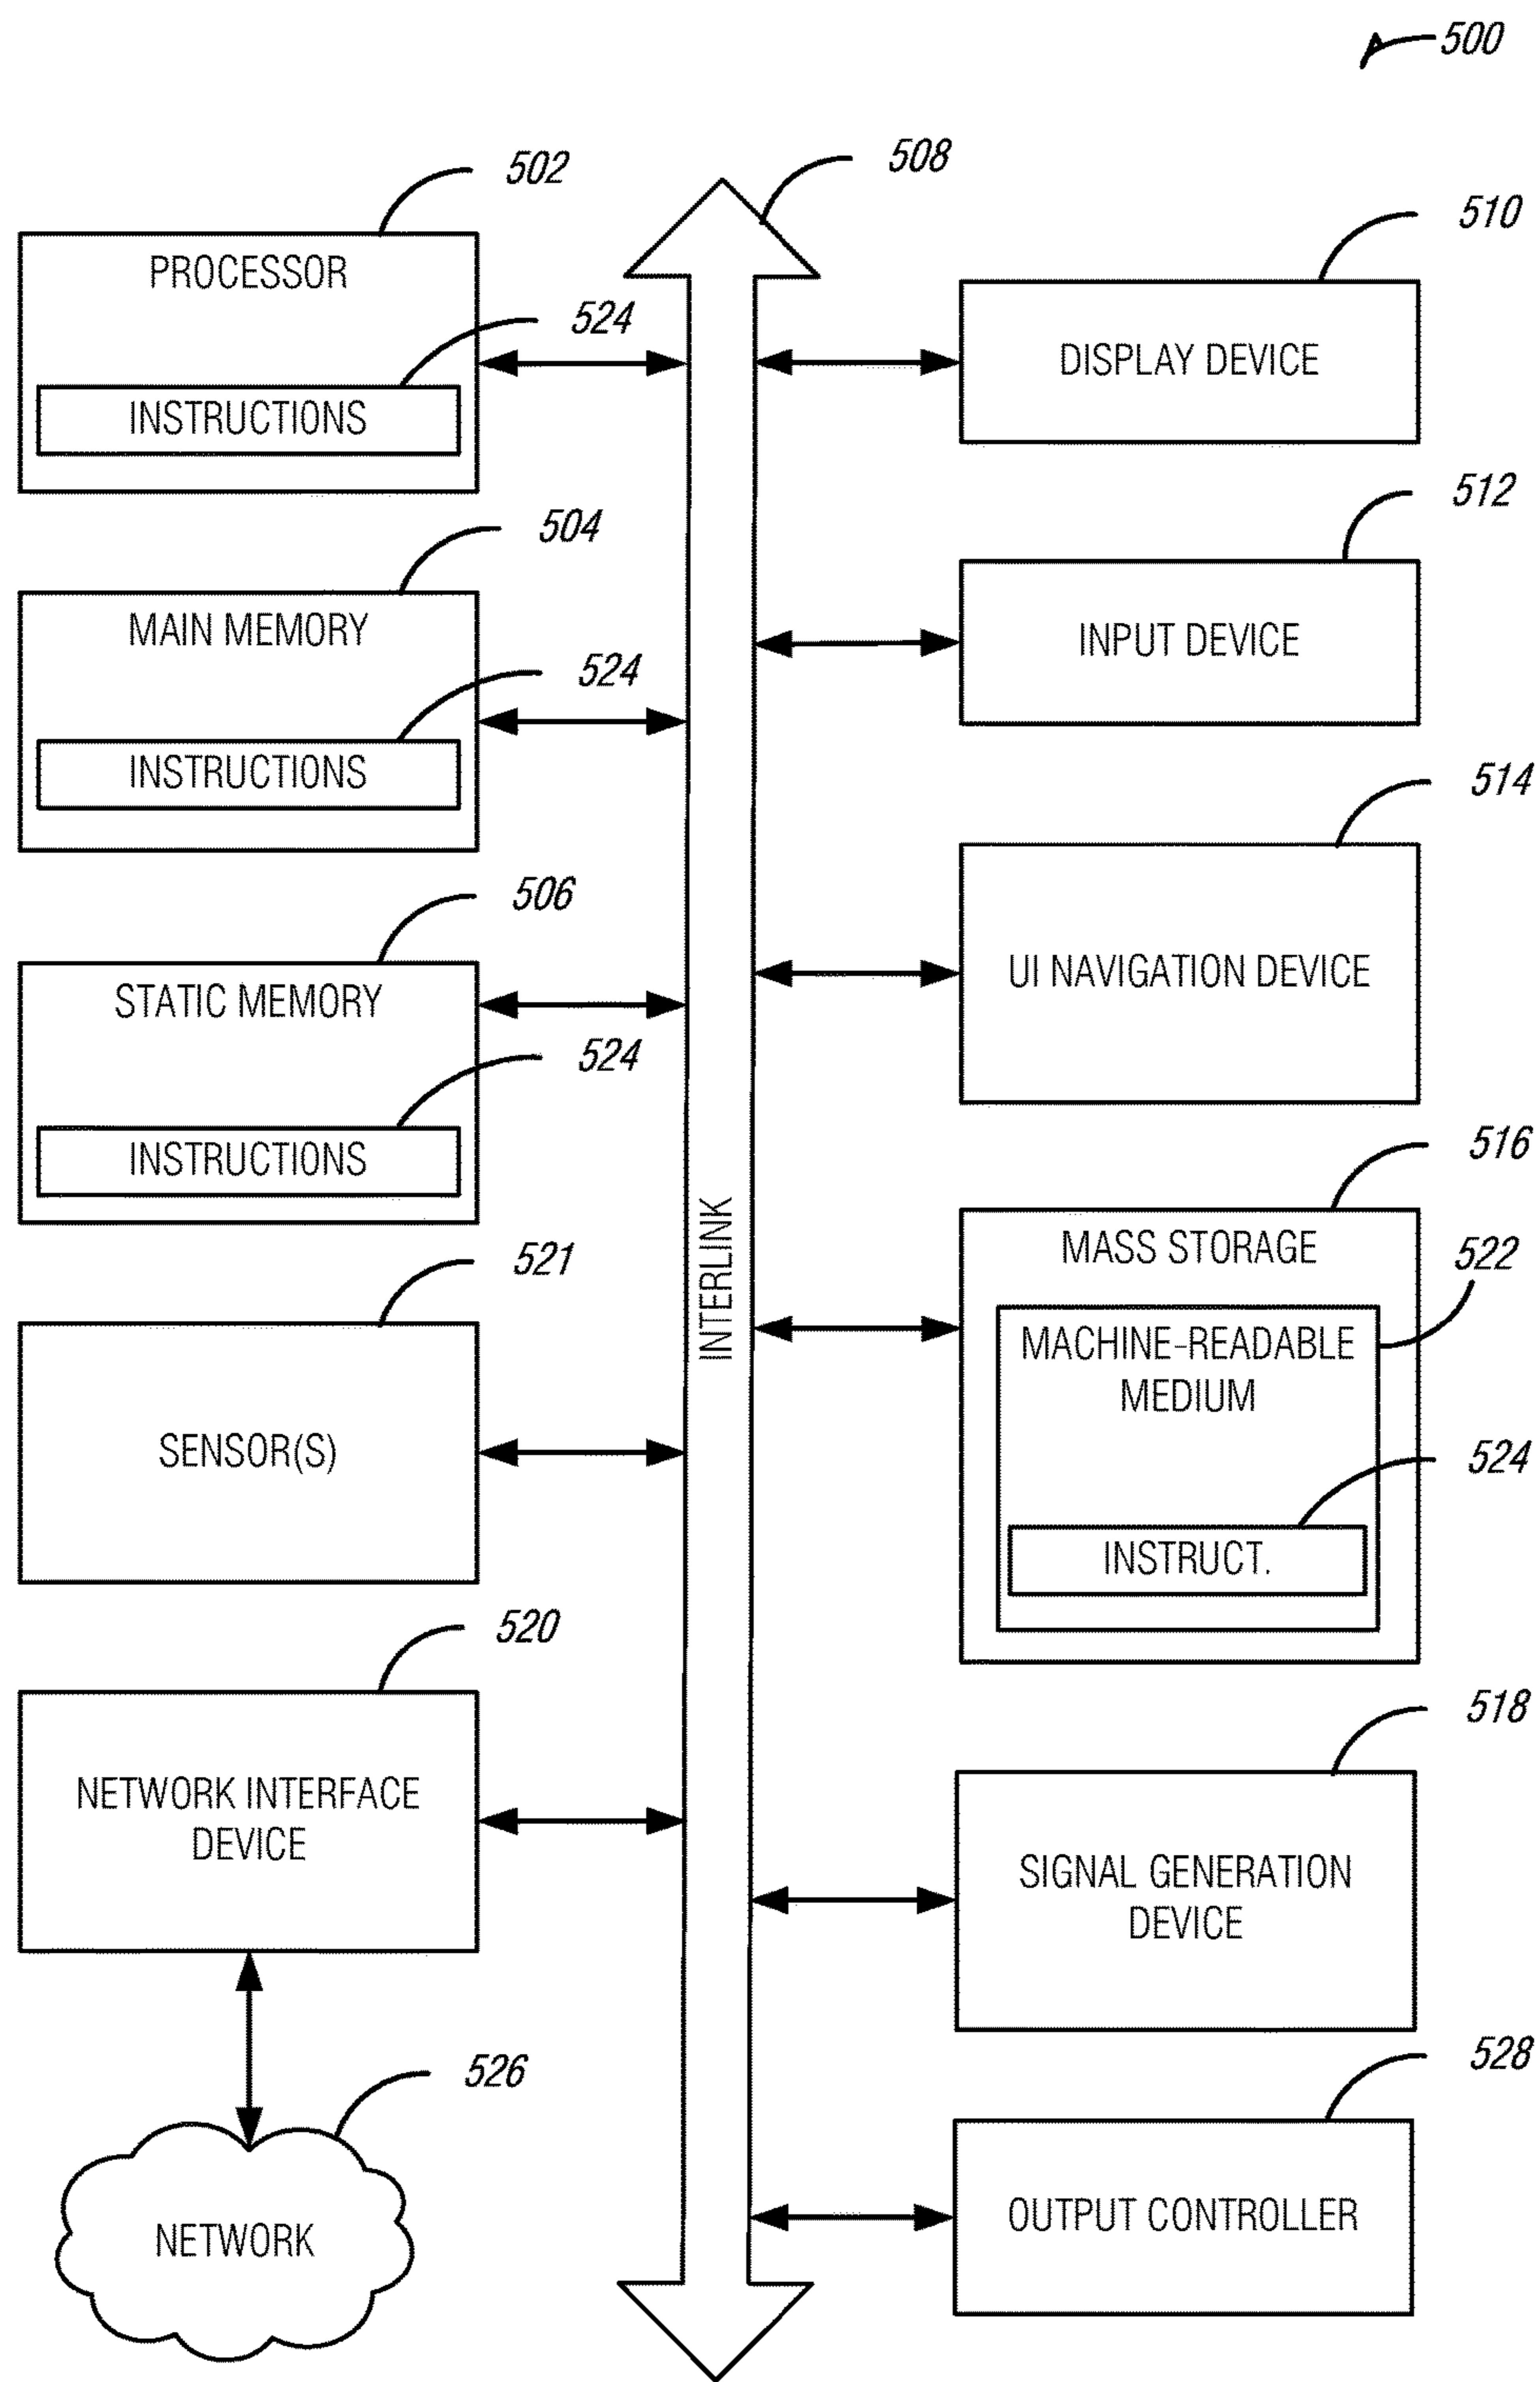 500
502
PROCESSOR
524
INSTRUCTIONS
504
MAIN MEMORY
524
INSTRUCTIONS
506
STATIC MEMORY
524
INSTRUCTIONS
521
SENSOR(S)
520
NETWORK INTERFACE
DEVICE
526
NETWORK
508
INTERLINK
510
DISPLAY DEVICE
512
INPUT DEVICE
514
UI NAVIGATION DEVICE
516
MASS STORAGE
522
MACHINE-READABLE
MEDIUM
524
INSTRUCT.
518
SIGNAL GENERATION
DEVICE
528
OUTPUT CONTROLLER